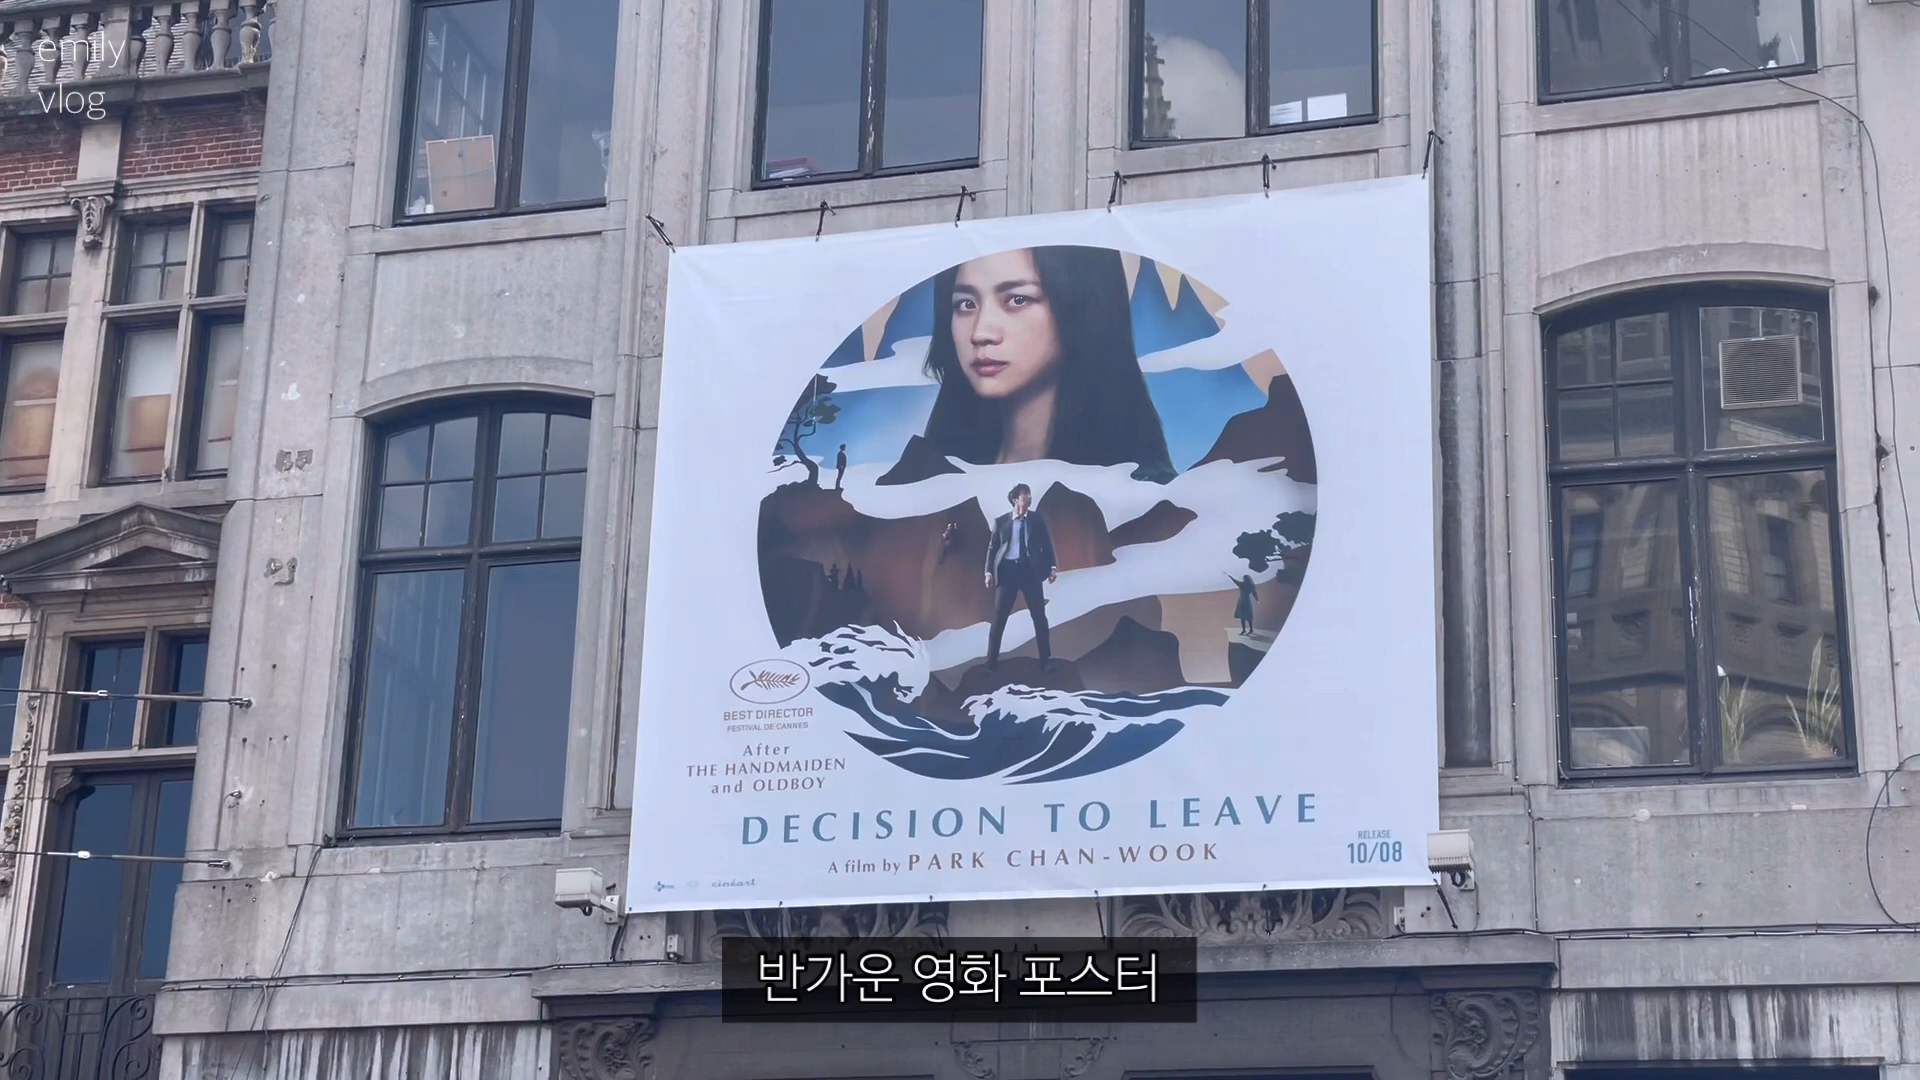 emily
vlog
BEST DIRECTOR
FESTIVAL DE CANNES
After
THE HANDMAIDEN
and OLDBOY
DECISION TO LEAVE
A film by PARK CHAN-WOOK
RELEASE
10/08
cinéart
반가운 영화 포스터